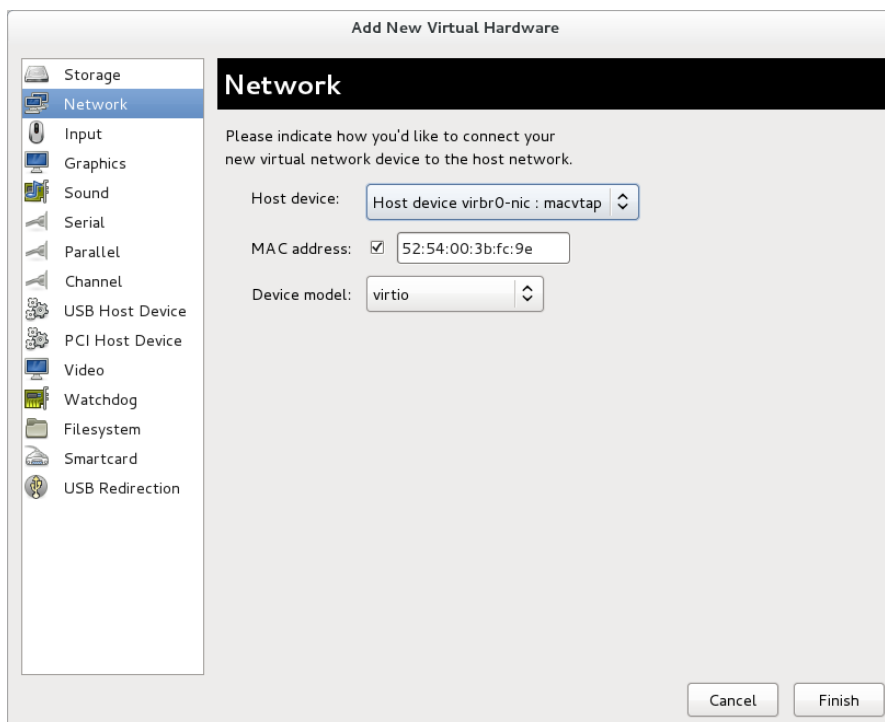 Add New Virtual Hardware
Storage
Network
Input
Graphics
Sound
Serial
Parallel
Channel
USB Host Device
PCI Host Device
Video
Watchdog
Filesystem
Smartcard
USB Redirection
Network
Please indicate how you'd like to connect your
new virtual network device to the host network.
Host device: Host device virbr0-nic : macvtap
MAC address: 52:54:00:3b:fc:9e
Device model: virtio
Cancel Finish